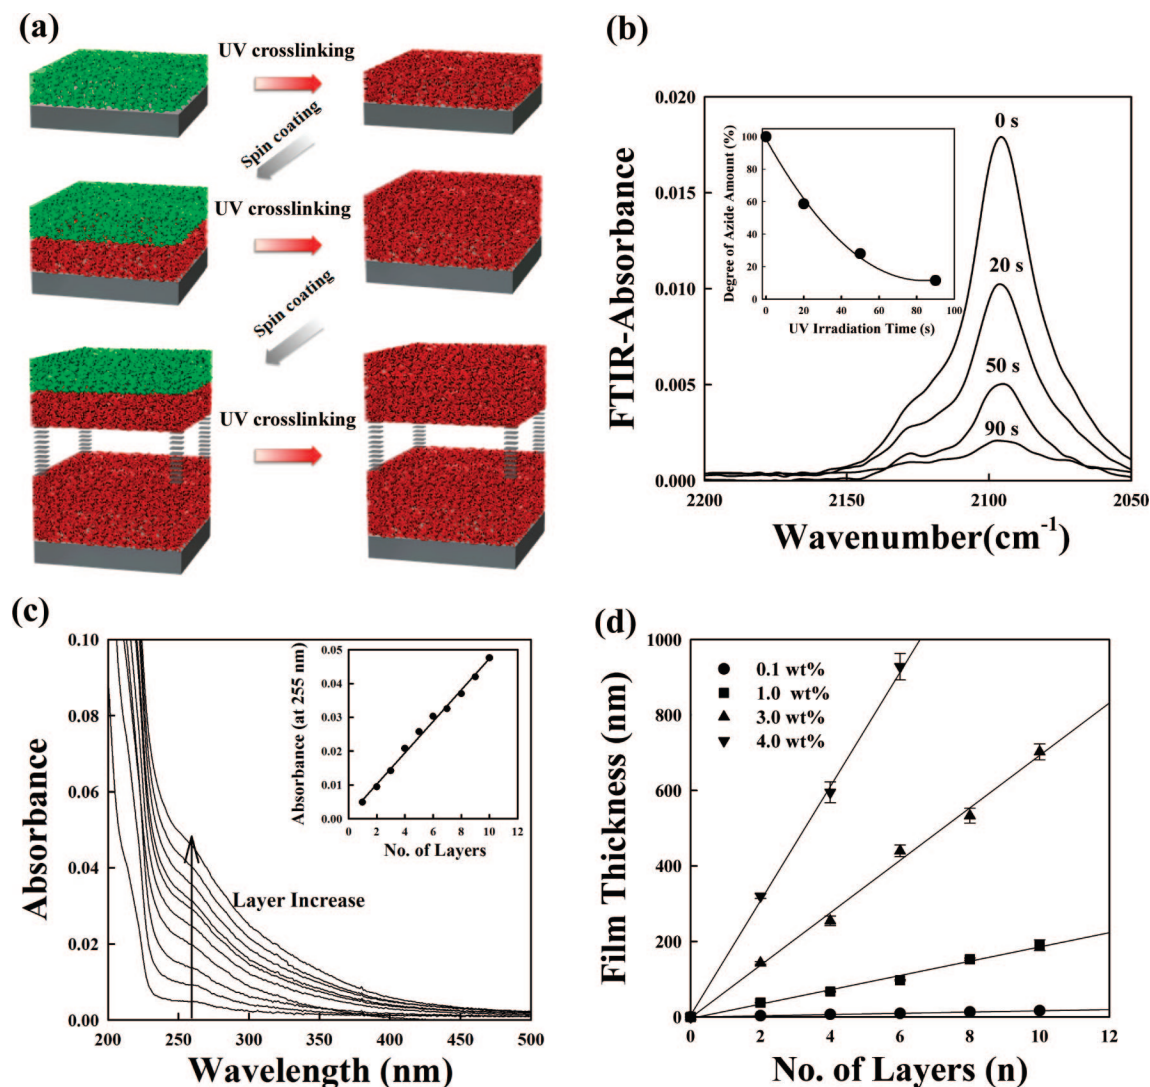 (a)
UV crosslinking
Spin coating
UV crosslinking
Spin coating
UV crosslinking
(b)
FTIR-Absorbance
0.020
0.015
0.010
0.005
0.000
2200
2150
2100
2050
Wavenumber(cm⁻¹)
0 s
20 s
50 s
90 s
Degree of Azide Amount (%)
100
80
60
40
20
0
0
20
40
60
80
100
UV Irradiation Time (s)
(c)
Absorbance
0.10
0.08
0.06
0.04
0.02
0.00
200
250
300
350
400
450
500
Wavelength (nm)
Layer Increase
Absorbance (at 255 nm)
0.05
0.04
0.03
0.02
0.01
0.00
0
2
4
6
8
10
12
No. of Layers
(d)
Film Thickness (nm)
1000
800
600
400
200
0
0
2
4
6
8
10
12
No. of Layers (n)
0.1 wt%
1.0 wt%
3.0 wt%
4.0 wt%